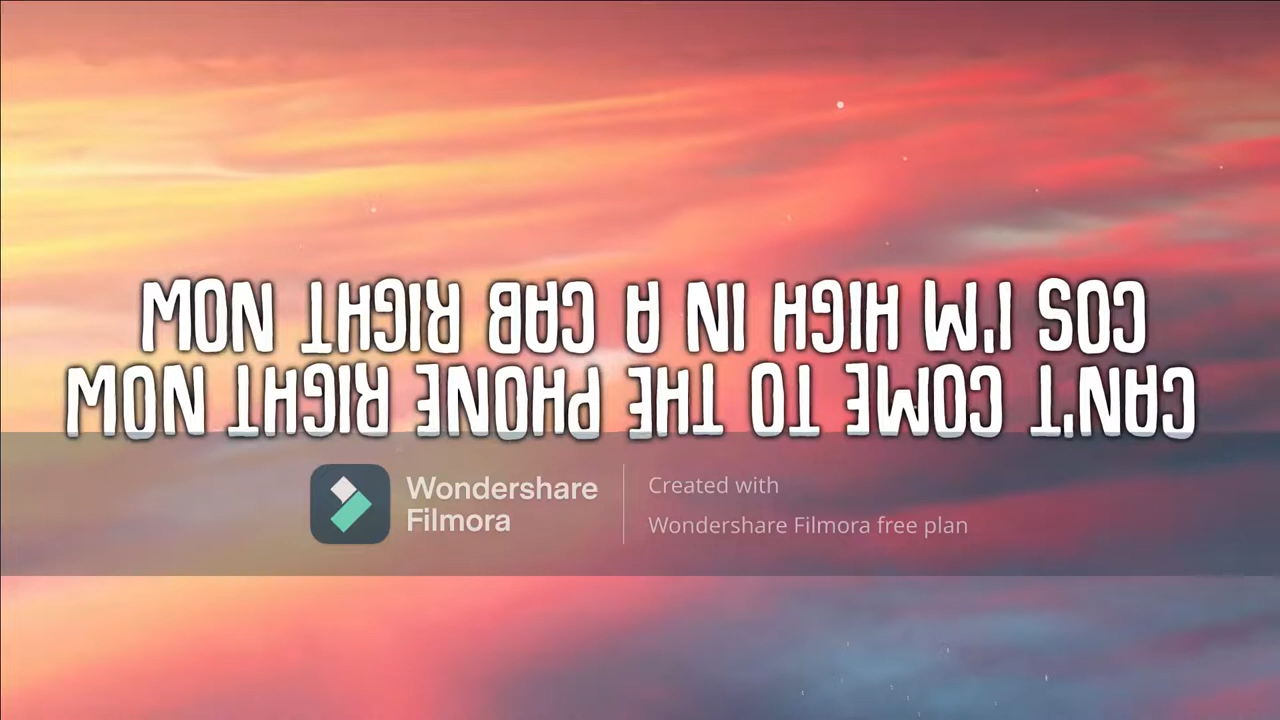 CAN'T COME TO THE PHONE RIGHT NOW
COS I'M HIGH IN A CAB RIGHT NOW
Wondershare
Filmora
Created with
Wondershare Filmora free plan